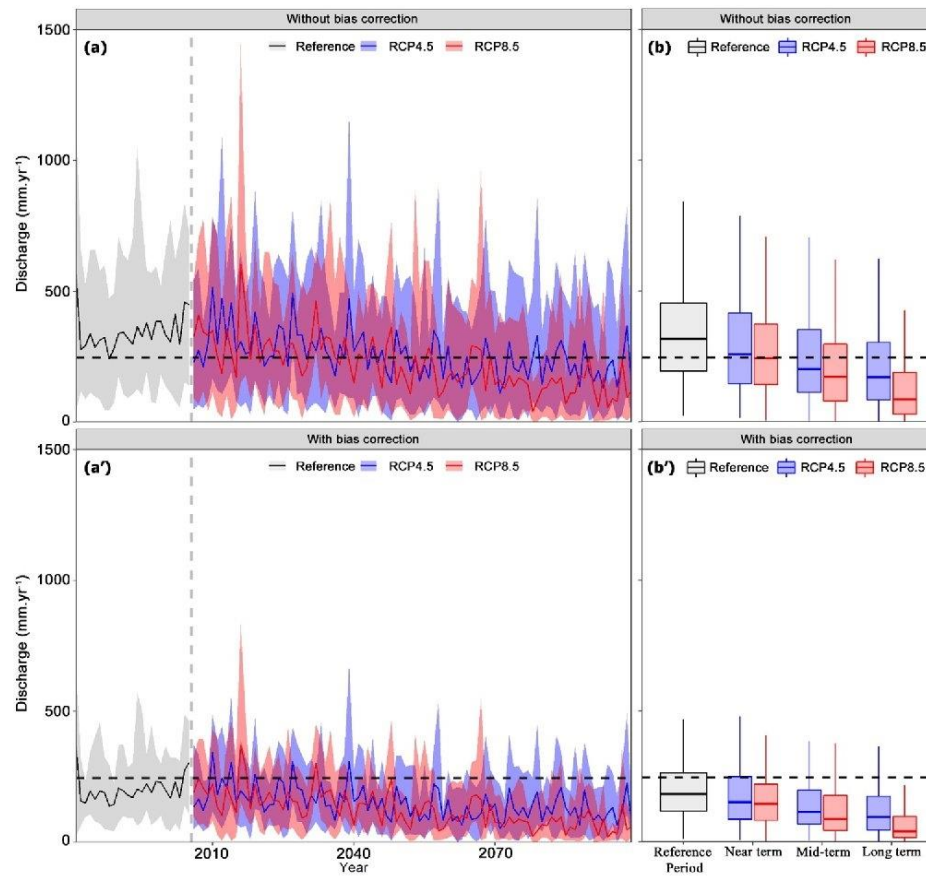 Without bias correction
(a) Reference RCP4.5 RCP8.5
1500
1000
500
0
Discharge (mm.yr⁻¹)
Without bias correction
(b)
Reference RCP4.5 RCP8.5
With bias correction
(a’) Reference RCP4.5 RCP8.5
1500
1000
500
0
Discharge (mm.yr⁻¹)
2010 2040 2070
Year
With bias correction
(b’)
Reference RCP4.5 RCP8.5
Reference Near term Mid-term Long term
Period